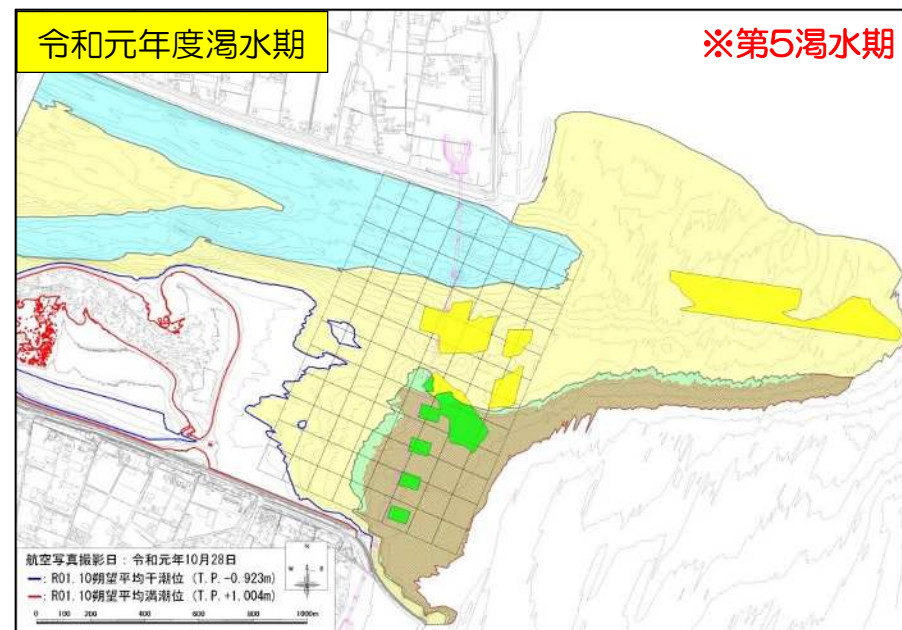 令和元年度渇水期
※第5渇水期
航空写真撮影日：令和元年10月28日
―：R01.10朔望平均干潮位（T.P.-0.923m）
―：R01.10朔望平均満潮位（T.P.+1.004m）
N
W E
S
0 100 200 400 600 800 1000m